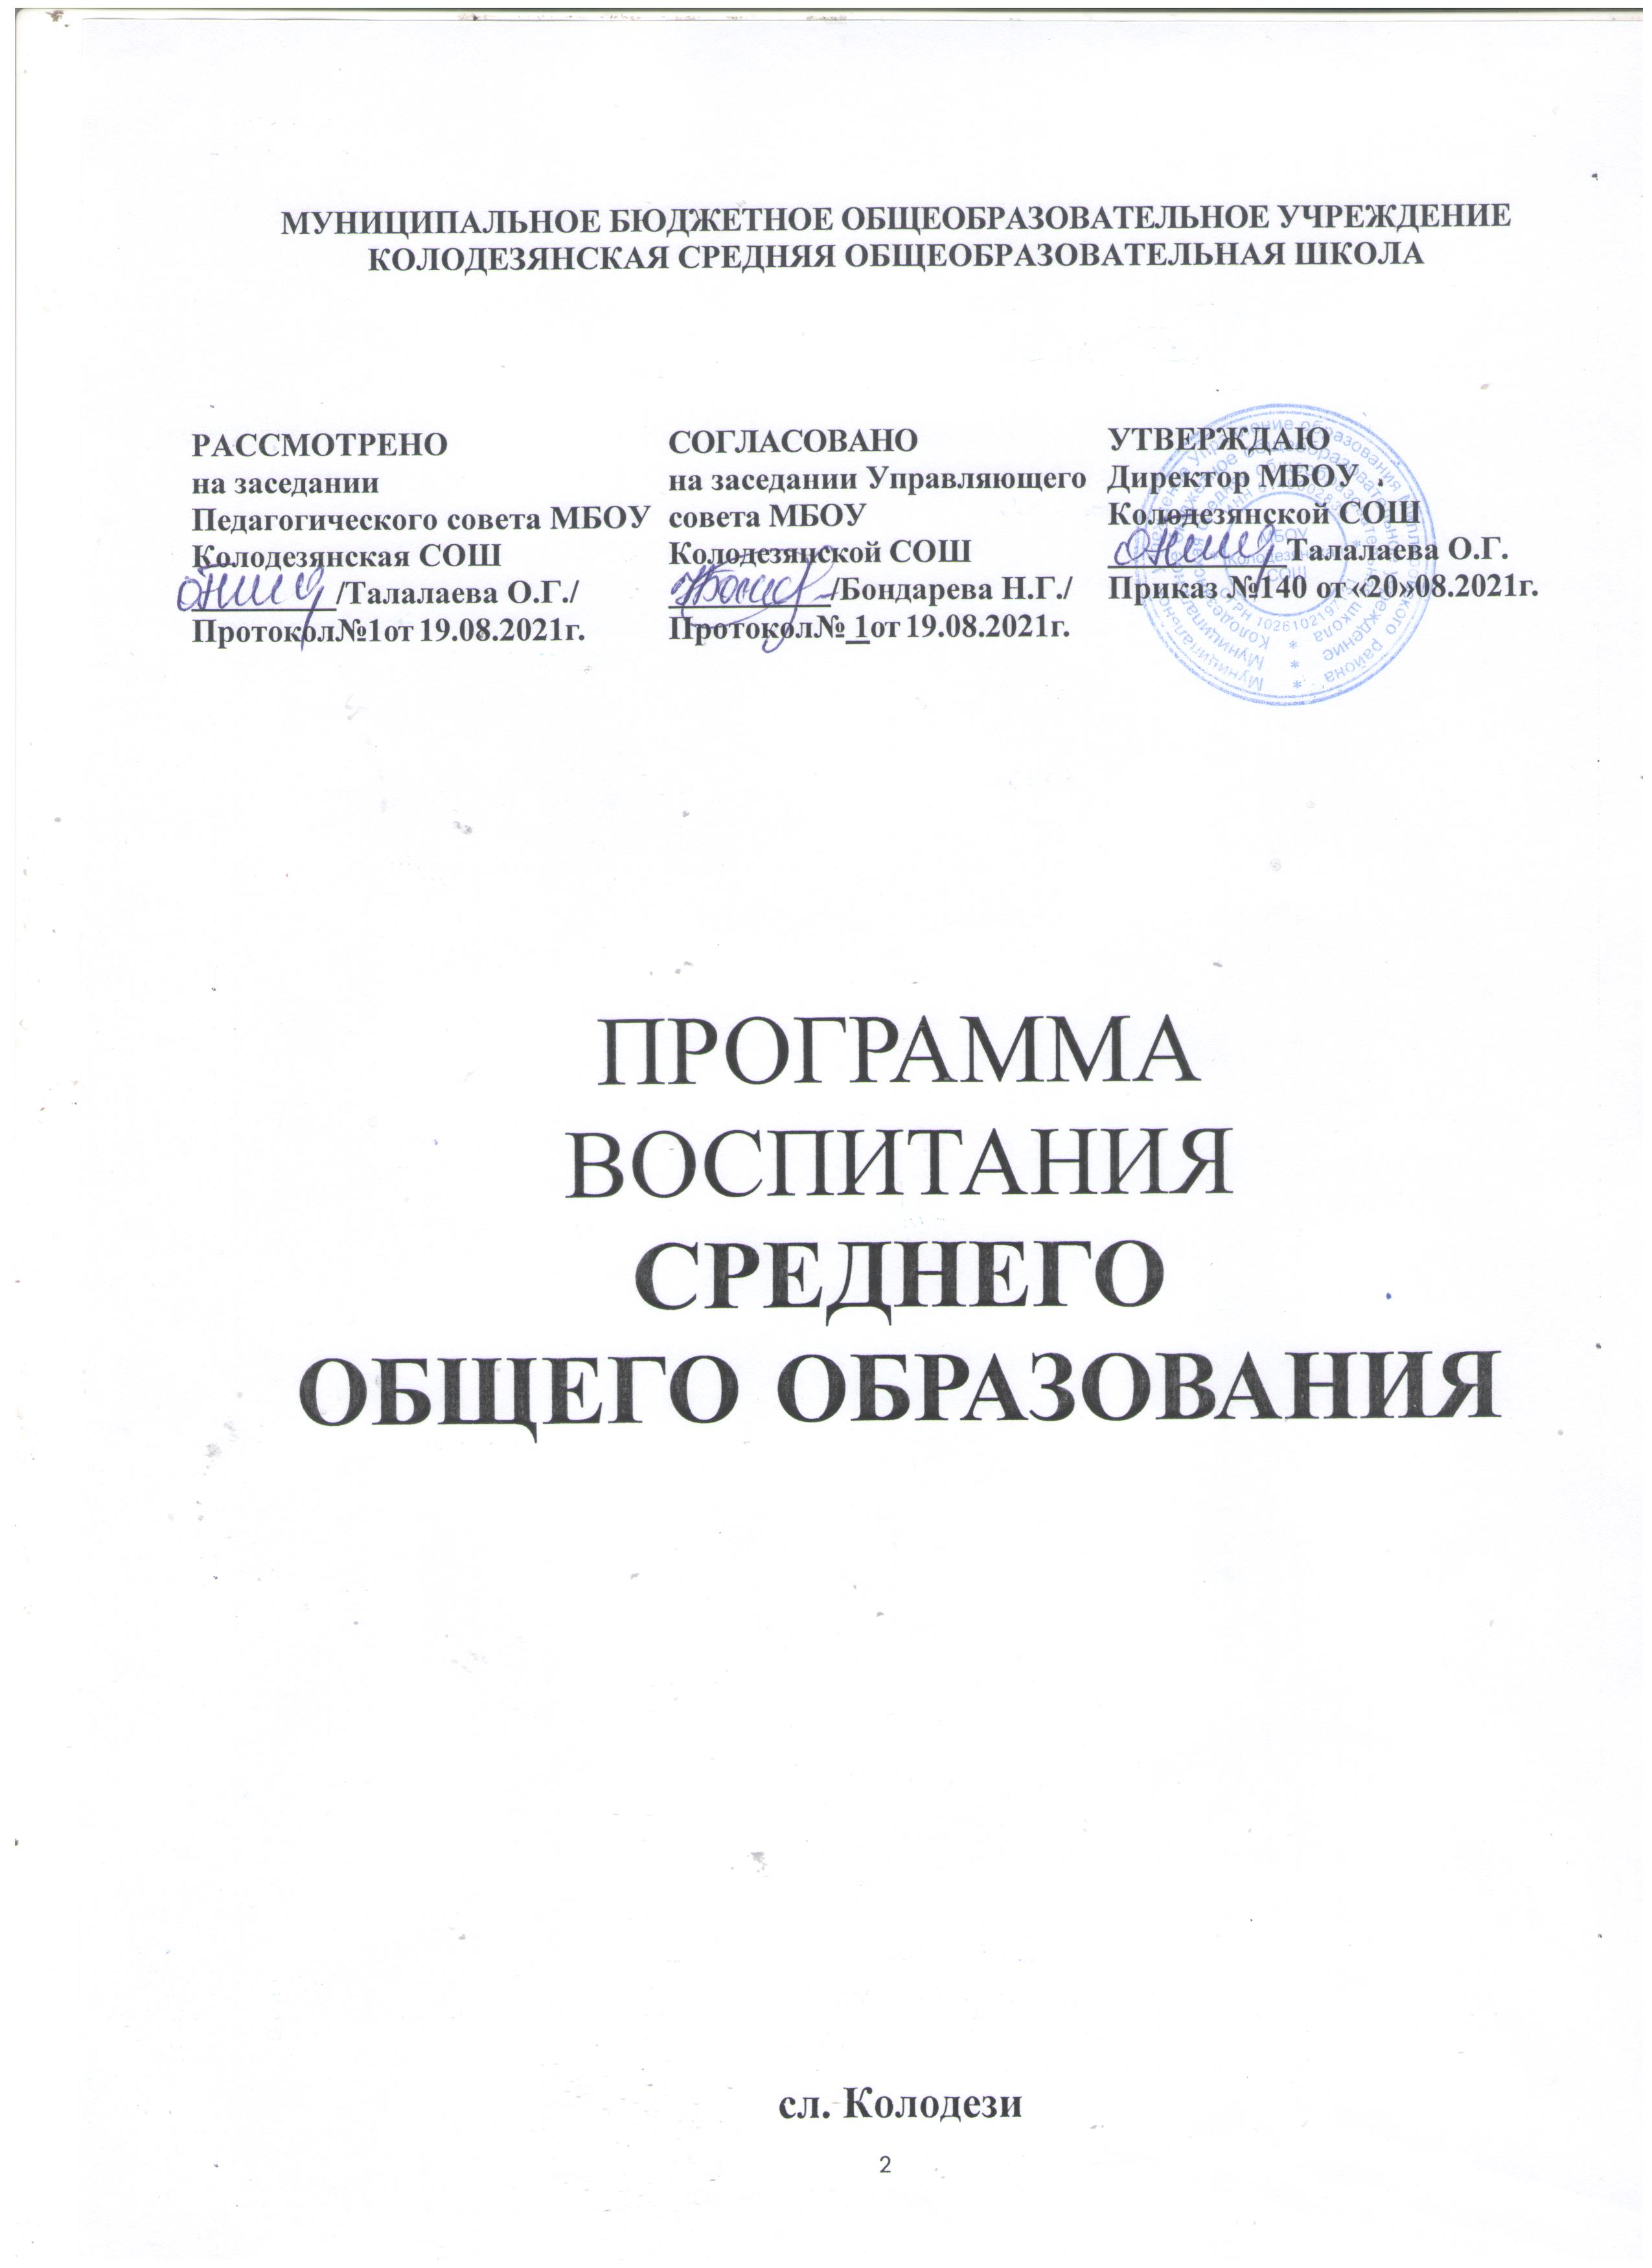 МУНИЦИПАЛЬНОЕ БЮДЖЕТНОЕ ОБЩЕОБРАЗОВАТЕЛЬНОЕ УЧРЕЖДЕНИЕ
КОЛОДЕЗЯНСКАЯ СРЕДНЯЯ ОБЩЕОБРАЗОВАТЕЛЬНАЯ ШКОЛА
РАССМОТРЕНО
на заседании
Педагогического совета МБОУ
Колодезянская СОШ
/Талалаева О.Г./
Протокол№1от 19.08.2021г.
СОГЛАСОВАНО
на заседании Управляющего
совета МБОУ
Колодезянской СОШ
/Бондарева Н.Г./
Протокол№ 1от 19.08.2021г.
УТВЕРЖДАЮ
Директор МБОУ
Колодезянской СОШ
Талалаева О.Г.
Приказ №140 от «20»08.2021г.
ПРОГРАММА
ВОСПИТАНИЯ
СРЕДНЕГО
ОБЩЕГО ОБРАЗОВАНИЯ
сл. Колодези
2